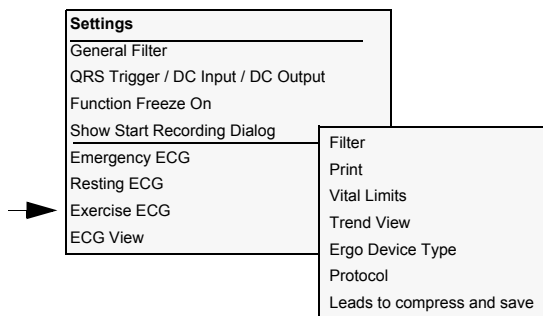 Settings
General Filter
QRS Trigger / DC Input / DC Output
Function Freeze On
Show Start Recording Dialog
Emergency ECG
Resting ECG
Exercise ECG
ECG View
Filter
Print
Vital Limits
Trend View
Ergo Device Type
Protocol
Leads to compress and save